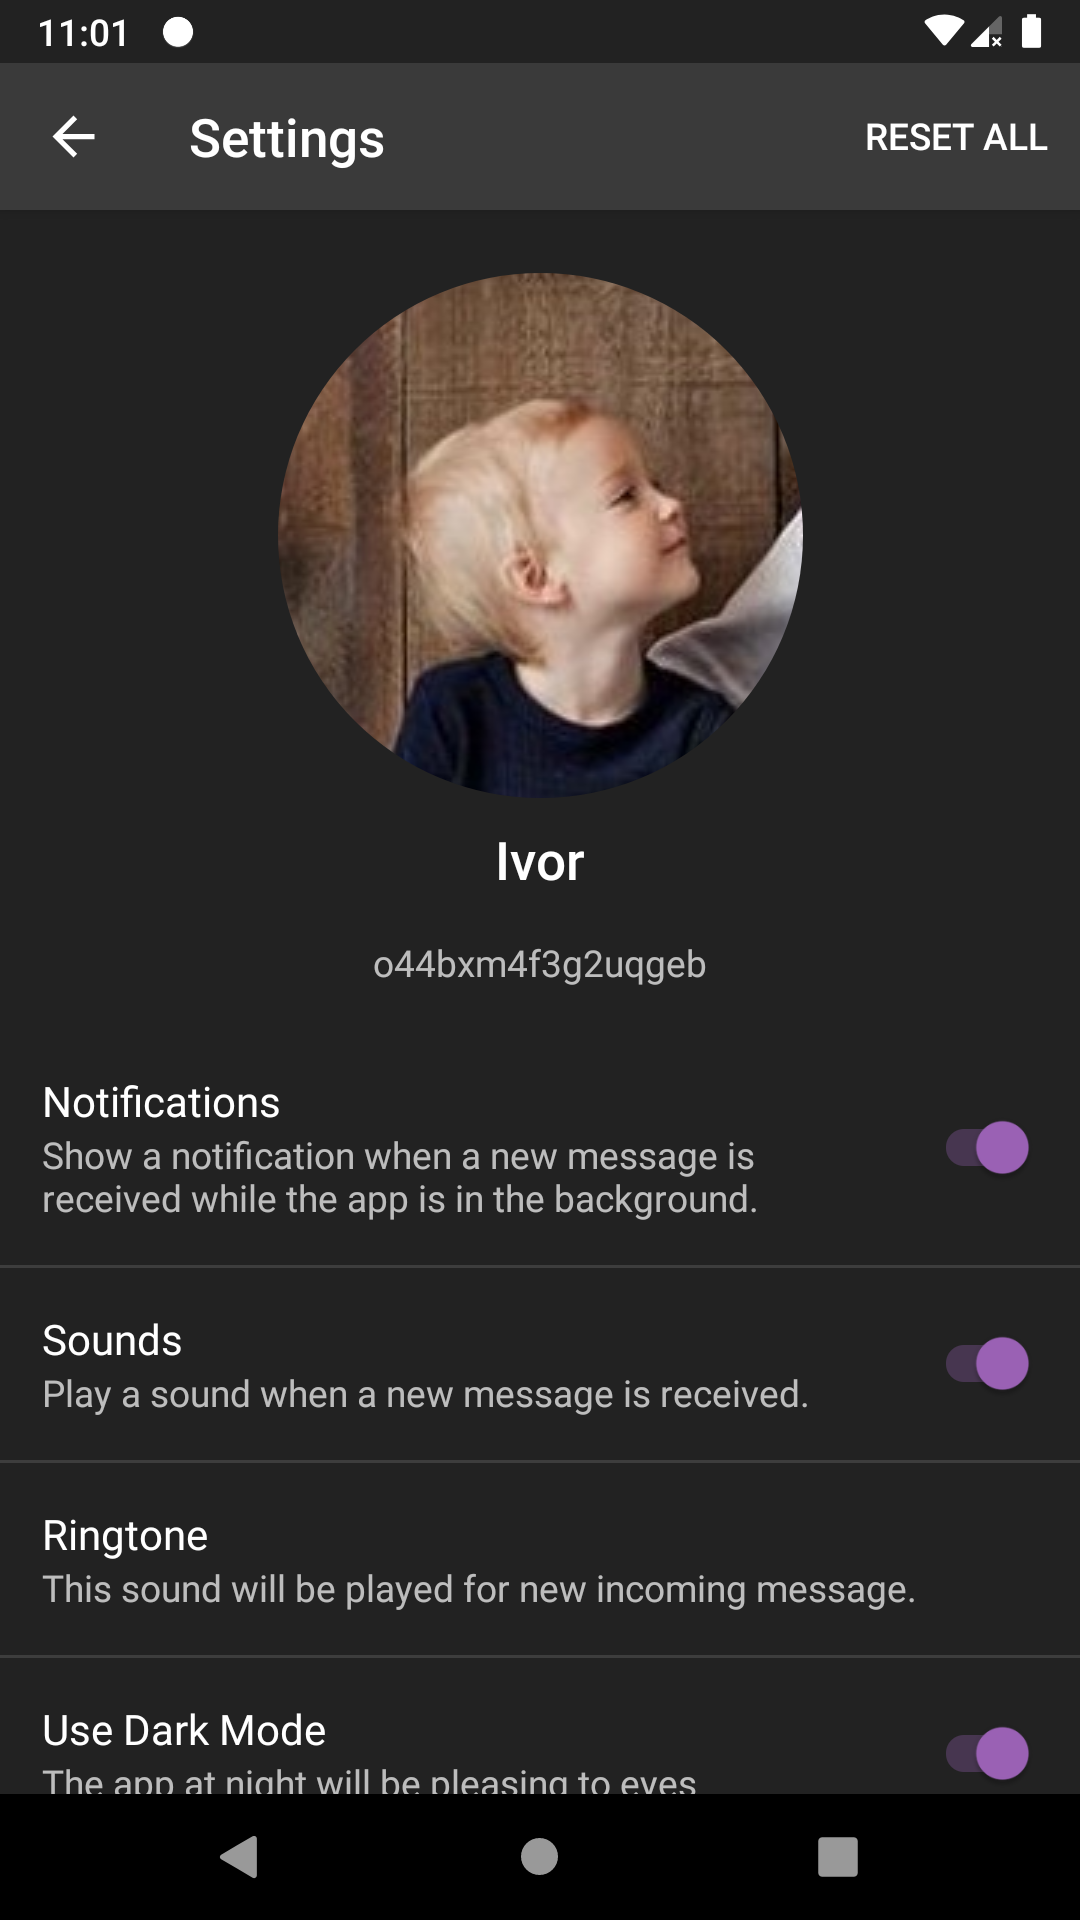 11:01
Settings
RESET ALL
Ivor
o44bxm4f3g2uqgeb
Notifications
Show a notification when a new message is
received while the app is in the background.
Sounds
Play a sound when a new message is received.
Ringtone
This sound will be played for new incoming message.
Use Dark Mode
The app at night will be pleasing to eyes